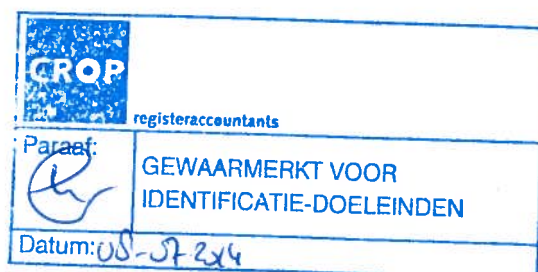 CROP
registeraccountants
Paraaf:
GEWAARMERKT VOOR
IDENTIFICATIE-DOELEINDEN
Datum: